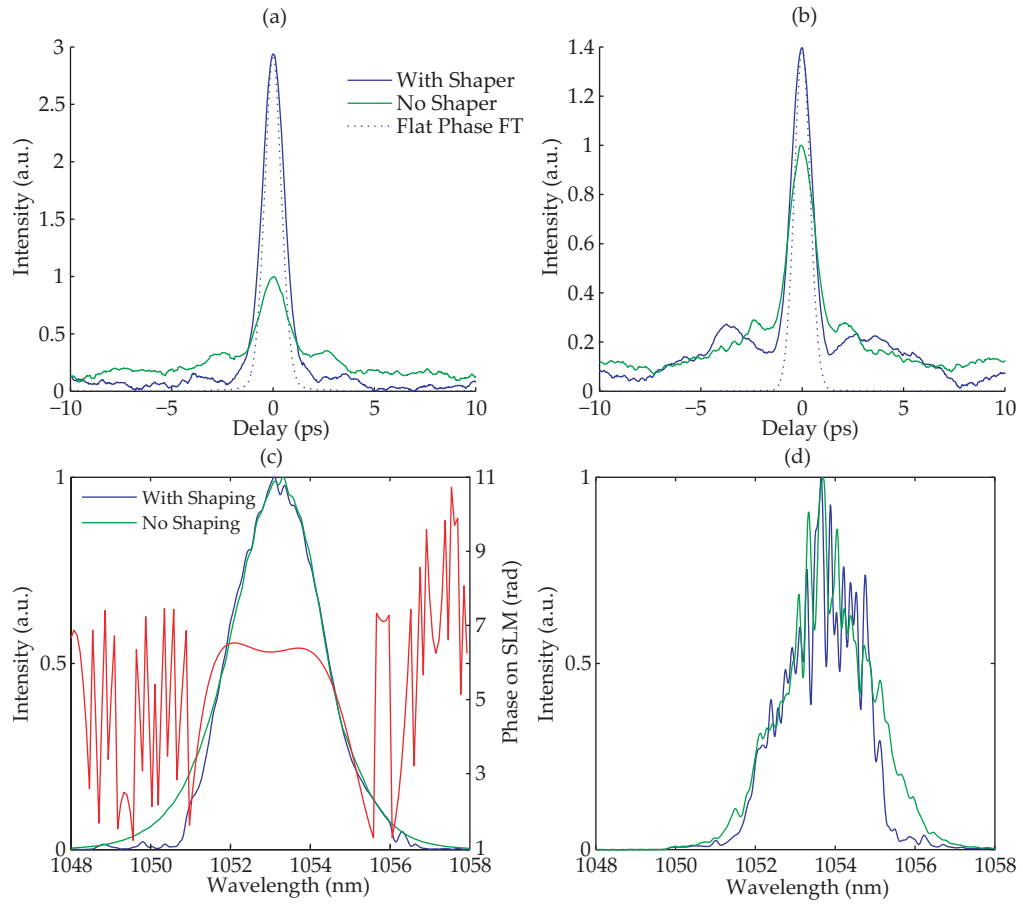 (a)
3
2.5
2
1.5
1
0.5
0
Intensity (a.u.)
−10
−5
0
5
10
Delay (ps)
With Shaper
No Shaper
Flat Phase FT
(b)
1.4
1.2
1
0.8
0.6
0.4
0.2
0
Intensity (a.u.)
−10
−5
0
5
10
Delay (ps)
(c)
1
0.5
0
Intensity (a.u.)
With Shaping
No Shaping
11
9
7
5
3
1
Phase on SLM (rad)
1048
1050
1052
1054
1056
1058
Wavelength (nm)
(d)
1
0.5
0
Intensity (a.u.)
1048
1050
1052
1054
1056
1058
Wavelength (nm)